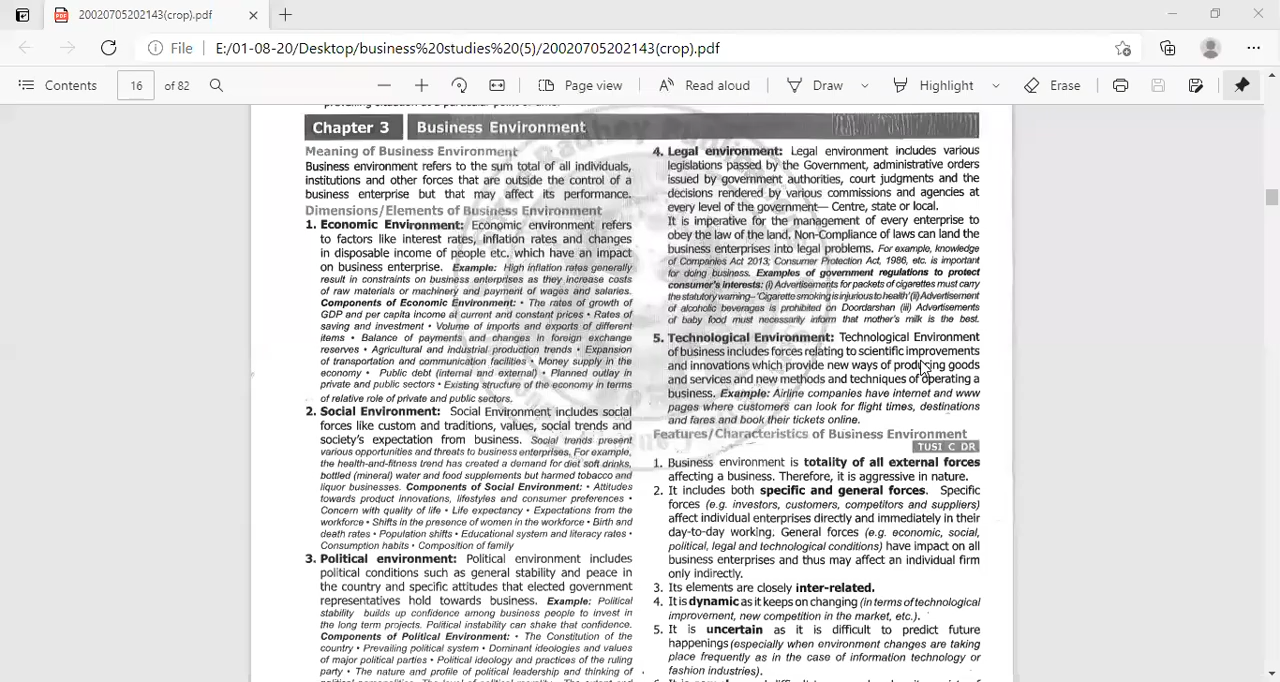 20020705202143(crop).pdf
File E:/01-08-20/Desktop/business%20studies%20(5)/20020705202143(crop).pdf
Contents 16 of 82 Page view Read aloud Draw Highlight Erase
Chapter 3 Business Environment
Meaning of Business Environment
Business environment refers to the sum total of all individuals,
institutions and other forces that are outside the control of a
business enterprise but that may affect its performance.
Dimensions/Elements of Business Environment
1. Economic Environment: Economic environment refers
to factors like interest rates, inflation rates and changes
in disposable income of people etc. which have an impact
on business enterprise. Example: High inflation rates generally
result in constraints on business enterprises as they increase costs
of raw materials or machinery and payment of wages and salaries.
Components of Economic Environment: • The rates of growth of
GDP and per capita income at current and constant prices • Rates of
saving and investment • Volume of imports and exports of different
items • Balance of payments and changes in foreign exchange
reserves • Agricultural and industrial production trends • Expansion
of transportation and communication facilities • Money supply in the
economy • Public debt (internal and external) • Planned outlay in
private and public sectors • Existing structure of the economy in terms
of relative role of private and public sectors.
2. Social Environment: Social Environment includes social
forces like custom and traditions, values, social trends and
society's expectation from business. Social trends present
various opportunities and threats to business enterprises. For example,
the health-and-fitness trend has created a demand for diet soft drinks,
bottled (mineral) water and food supplements but harmed tobacco and
liquor businesses. Components of Social Environment: • Attitudes
towards product innovations, lifestyles and consumer preferences •
Concern with quality of life • Life expectancy • Expectations from the
workforce • Shifts in the presence of women in the workforce • Birth and
death rates • Population shifts • Educational system and literacy rates •
Consumption habits • Composition of family
3. Political environment: Political environment includes
political conditions such as general stability and peace in
the country and specific attitudes that elected government
representatives hold towards business. Example: Political
stability builds up confidence among business people to invest in
the long term projects. Political instability can shake that confidence.
Components of Political Environment: • The Constitution of the
country • Prevailing political system • Dominant ideologies and values
of major political parties • Political ideology and practices of the ruling
party • The nature and profile of political leadership and thinking of
4. Legal environment: Legal environment includes various
legislations passed by the Government, administrative orders
issued by government authorities, court judgments and the
decisions rendered by various commissions and agencies at
every level of the government— Centre, state or local.
It is imperative for the management of every enterprise to
obey the law of the land. Non-Compliance of laws can land the
business enterprises into legal problems. For example, knowledge
of Companies Act 2013; Consumer Protection Act, 1986, etc. is important
for doing business. Examples of government regulations to protect
consumer's interests: (i) Advertisements for packets of cigarettes must carry
the statutory warning– 'Cigarette smoking is injurious to health' (ii) Advertisement
of alcoholic beverages is prohibited on Doordarshan (iii) Advertisements
of baby food must necessarily inform that mother's milk is the best.
5. Technological Environment: Technological Environment
of business includes forces relating to scientific improvements
and innovations which provide new ways of producing goods
and services and new methods and techniques of operating a
business. Example: Airline companies have internet and www
pages where customers can look for flight times, destinations
and fares and book their tickets online.
Features/Characteristics of Business Environment
TUSI C DR
1. Business environment is totality of all external forces
affecting a business. Therefore, it is aggressive in nature.
2. It includes both specific and general forces. Specific
forces (e.g. investors, customers, competitors and suppliers)
affect individual enterprises directly and immediately in their
day-to-day working. General forces (e.g. economic, social,
political, legal and technological conditions) have impact on all
business enterprises and thus may affect an individual firm
only indirectly.
3. Its elements are closely inter-related.
4. It is dynamic as it keeps on changing (in terms of technological
improvement, new competition in the market, etc.).
5. It is uncertain as it is difficult to predict future
happenings (especially when environment changes are taking
place frequently as in the case of information technology or
fashion industries).